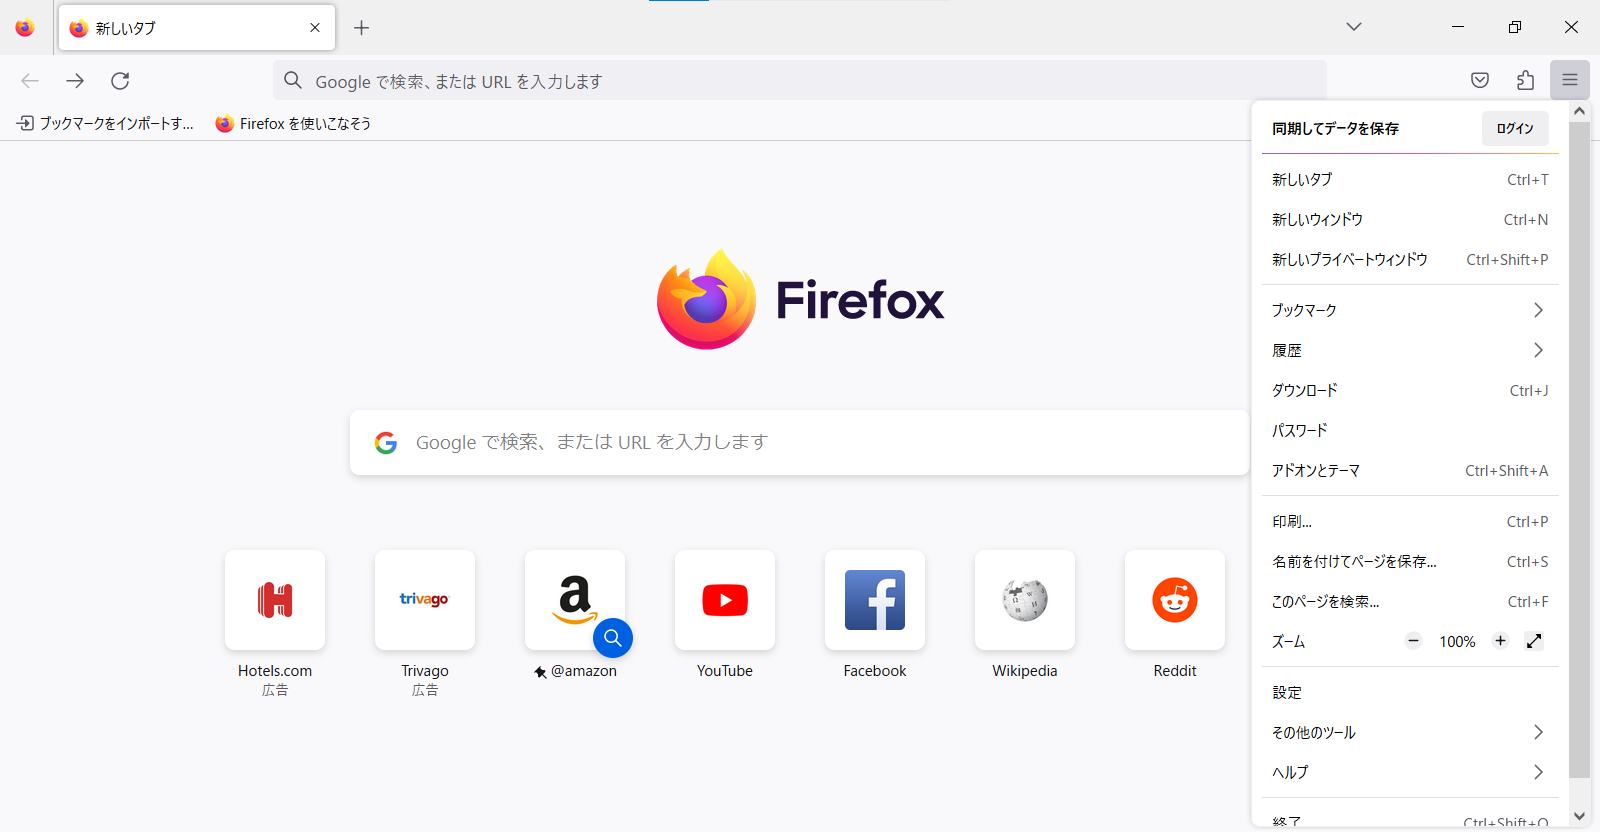 新しいタブ
Google で検索、または URL を入力します
ブックマークをインポートす...
Firefox を使いこなそう
Firefox
Google で検索、または URL を入力します
Hotels.com
広告
trivago
Trivago
広告
a
@amazon
YouTube
f
Facebook
Wikipedia
Reddit
同期してデータを保存 ログイン
新しいタブ Ctrl+T
新しいウィンドウ Ctrl+N
新しいプライベートウィンドウ Ctrl+Shift+P
ブックマーク
履歴
ダウンロード Ctrl+J
パスワード
アドオンとテーマ Ctrl+Shift+A
印刷... Ctrl+P
名前を付けてページを保存... Ctrl+S
このページを検索... Ctrl+F
ズーム 100%
設定
その他のツール
ヘルプ
終了 Ctrl+Shift+Q